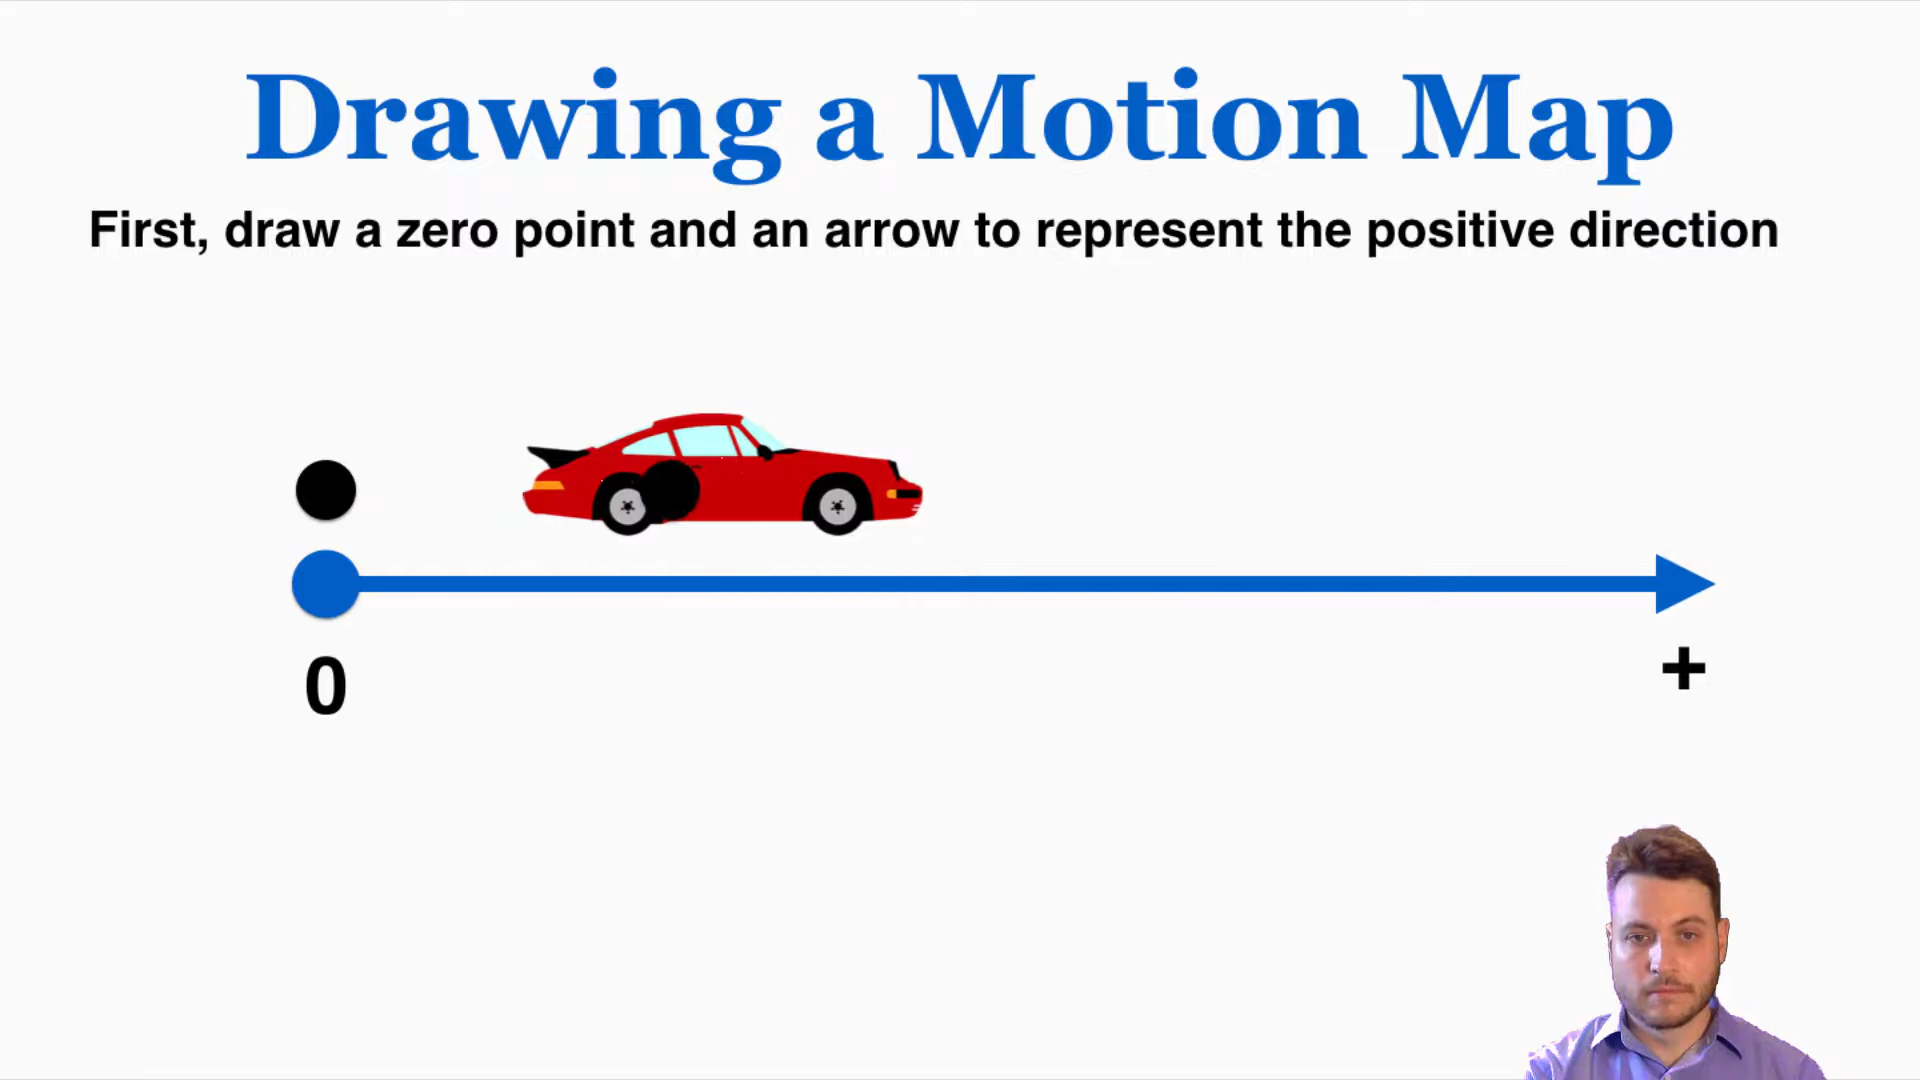 Drawing a Motion Map
First, draw a zero point and an arrow to represent the positive direction
0
+